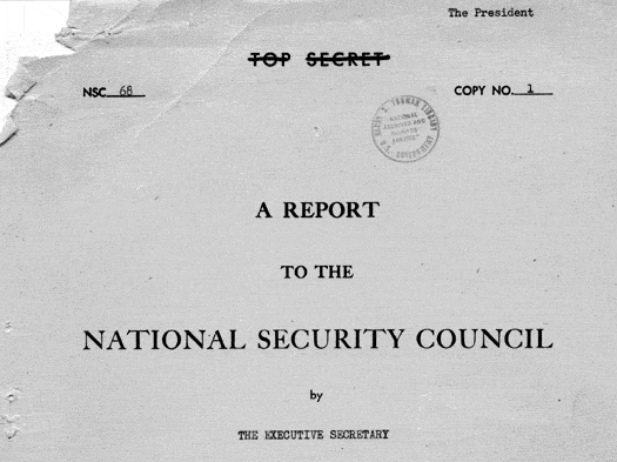 The President
TOP SECRET
NSC 68
COPY NO. 1
HARRY S. TRUMAN LIBRARY
NATIONAL
ARCHIVES AND
RECORDS
SERVICE
U.S. GOVERNMENT
A REPORT
TO THE
NATIONAL SECURITY COUNCIL
by
THE EXECUTIVE SECRETARY